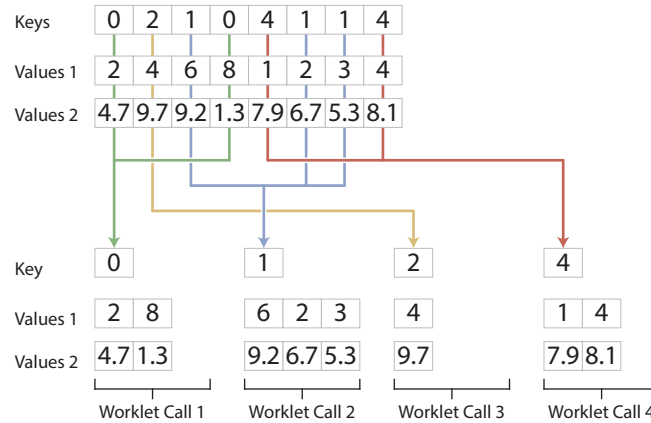 Keys 0 2 1 0 4 1 1 4
Values 1 2 4 6 8 1 2 3 4
Values 2 4.7 9.7 9.2 1.3 7.9 6.7 5.3 8.1
Key 0 1 2 4
Values 1 2 8 6 2 3 4 1 4
Values 2 4.7 1.3 9.2 6.7 5.3 9.7 7.9 8.1
Worklet Call 1 Worklet Call 2 Worklet Call 3 Worklet Call 4